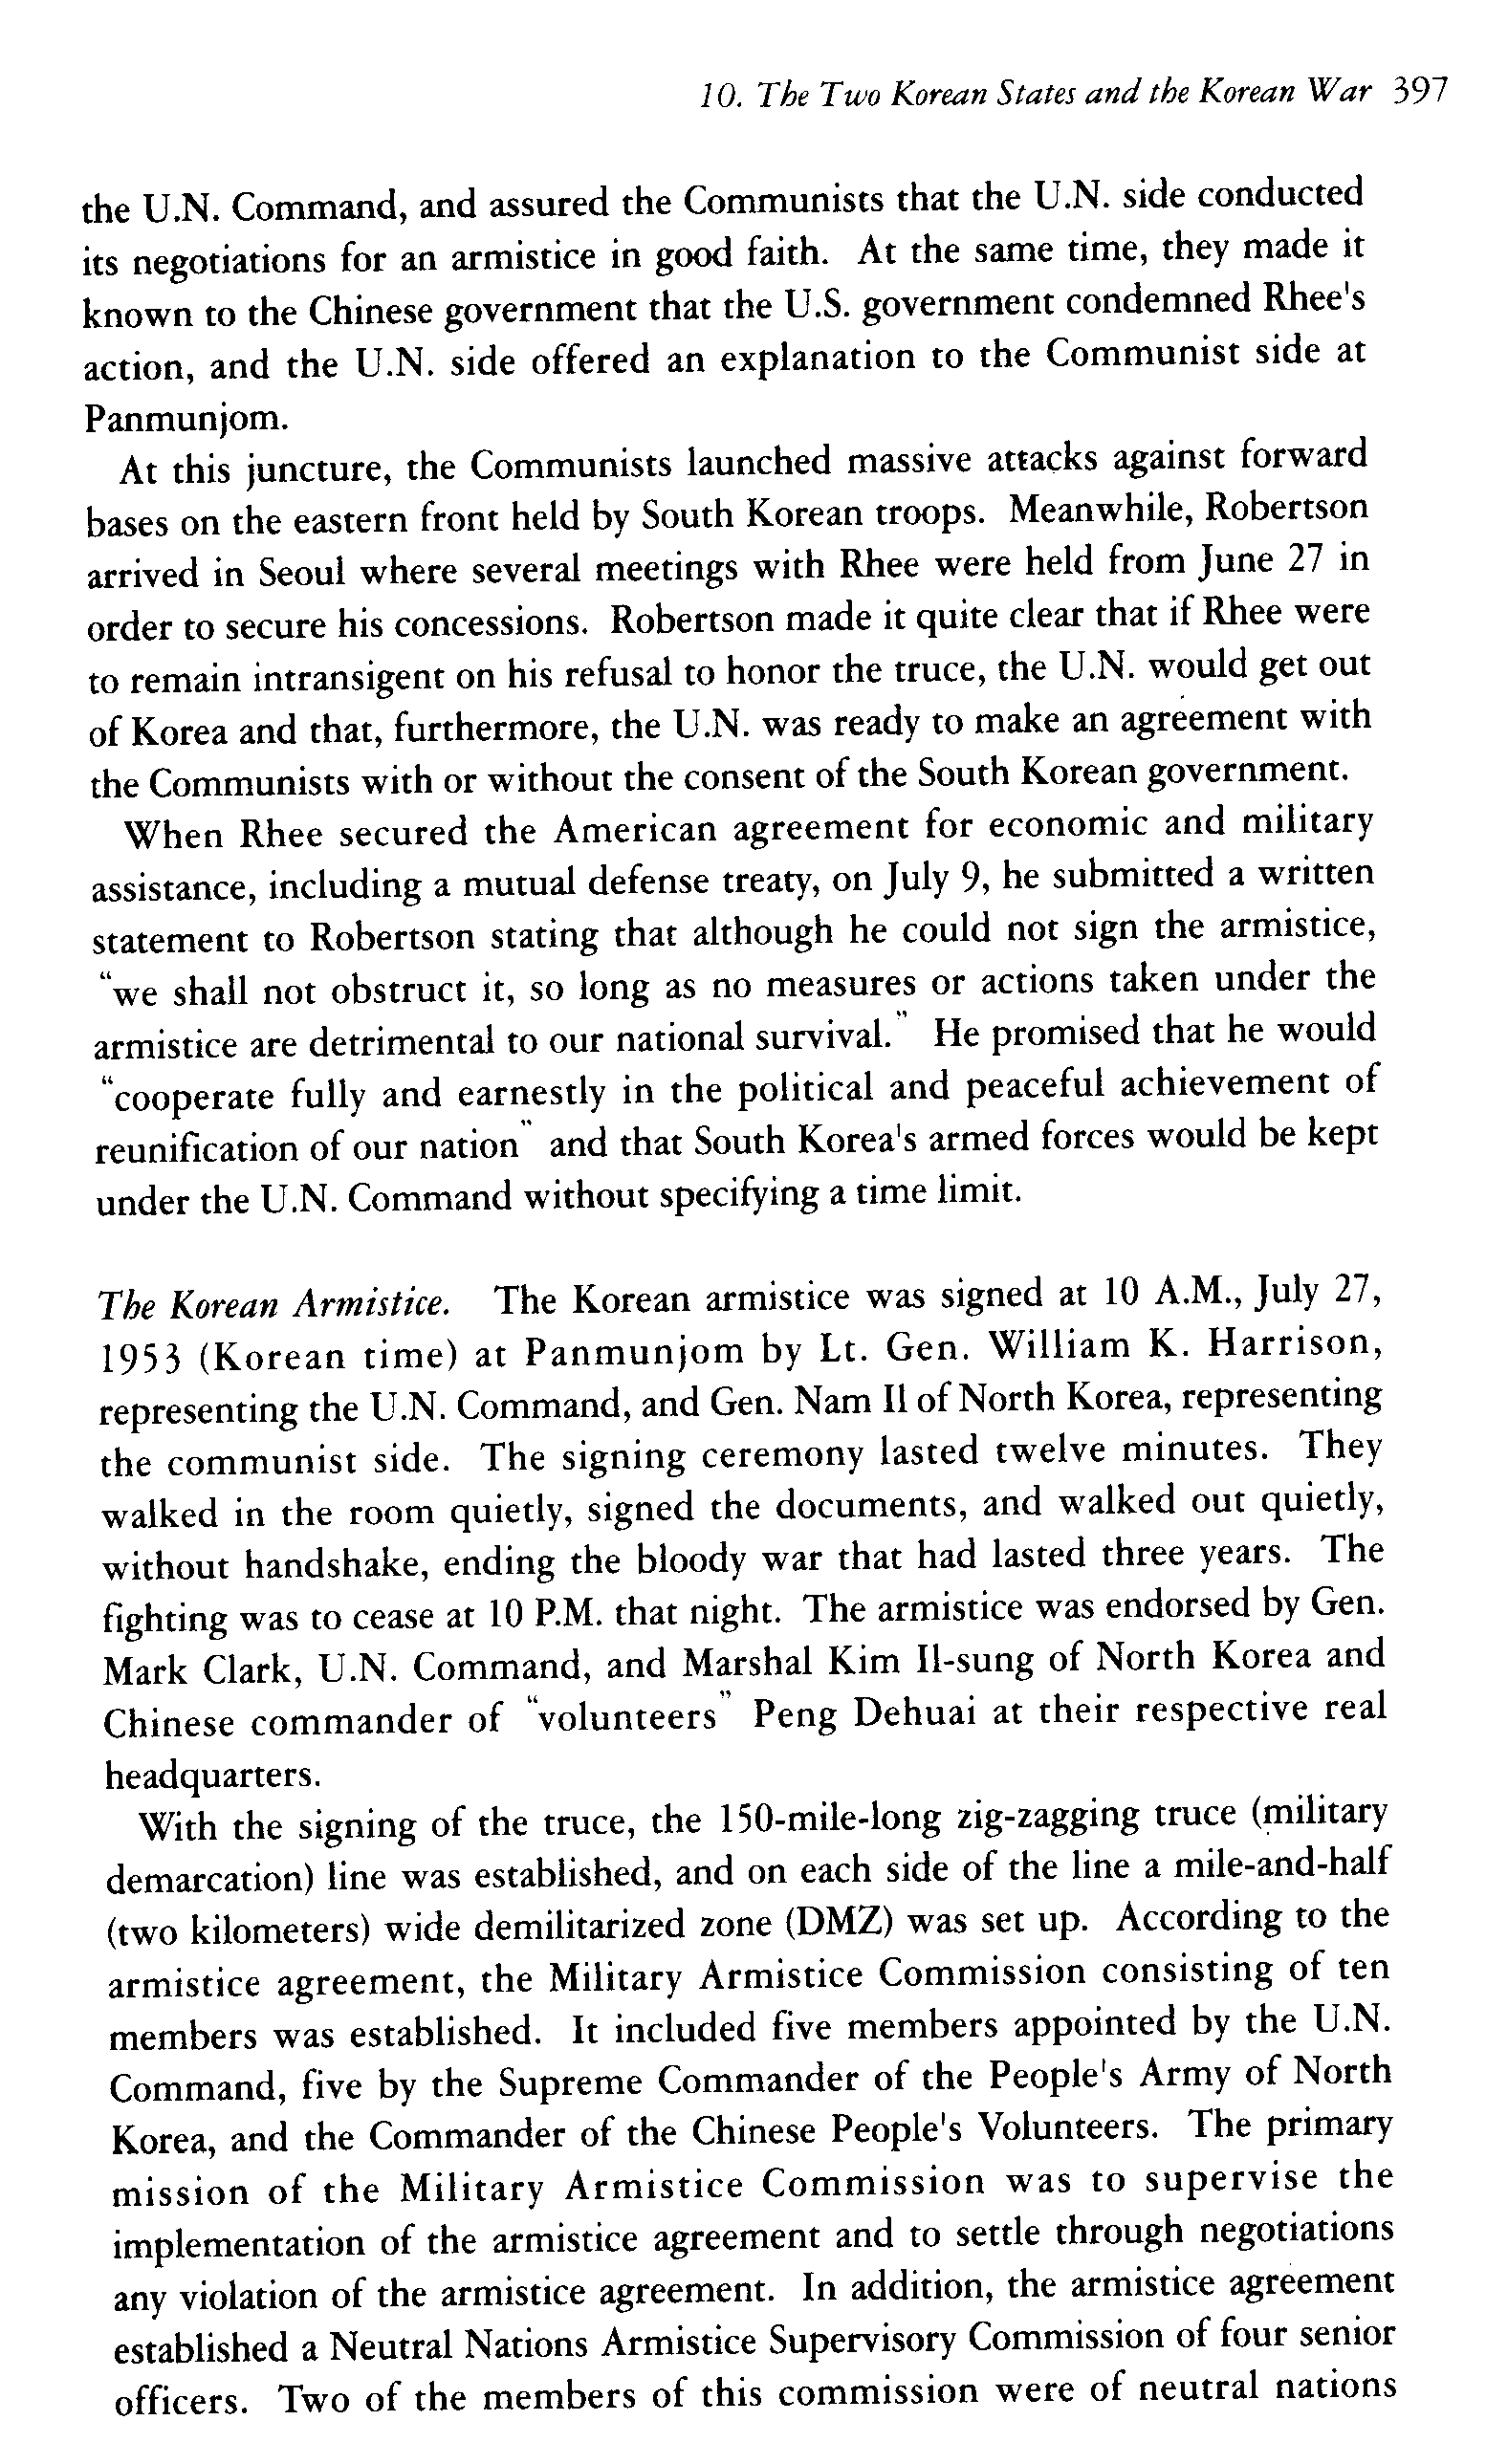 10. The Two Korean States and the Korean War 397
the U.N. Command, and assured the Communists that the U.N. side conducted
its negotiations for an armistice in good faith. At the same time, they made it
known to the Chinese government that the U.S. government condemned Rhee's
action, and the U.N. side offered an explanation to the Communist side at
Panmunjom.
At this juncture, the Communists launched massive attacks against forward
bases on the eastern front held by South Korean troops. Meanwhile, Robertson
arrived in Seoul where several meetings with Rhee were held from June 27 in
order to secure his concessions. Robertson made it quite clear that if Rhee were
to remain intransigent on his refusal to honor the truce, the U.N. would get out
of Korea and that, furthermore, the U.N. was ready to make an agreement with
the Communists with or without the consent of the South Korean government.
When Rhee secured the American agreement for economic and military
assistance, including a mutual defense treaty, on July 9, he submitted a written
statement to Robertson stating that although he could not sign the armistice,
"we shall not obstruct it, so long as no measures or actions taken under the
armistice are detrimental to our national survival." He promised that he would
"cooperate fully and earnestly in the political and peaceful achievement of
reunification of our nation" and that South Korea's armed forces would be kept
under the U.N. Command without specifying a time limit.
The Korean Armistice. The Korean armistice was signed at 10 A.M., July 27,
1953 (Korean time) at Panmunjom by Lt. Gen. William K. Harrison,
representing the U.N. Command, and Gen. Nam Il of North Korea, representing
the communist side. The signing ceremony lasted twelve minutes. They
walked in the room quietly, signed the documents, and walked out quietly,
without handshake, ending the bloody war that had lasted three years. The
fighting was to cease at 10 P.M. that night. The armistice was endorsed by Gen.
Mark Clark, U.N. Command, and Marshal Kim Il-sung of North Korea and
Chinese commander of "volunteers" Peng Dehuai at their respective real
headquarters.
With the signing of the truce, the 150-mile-long zig-zagging truce (military
demarcation) line was established, and on each side of the line a mile-and-half
(two kilometers) wide demilitarized zone (DMZ) was set up. According to the
armistice agreement, the Military Armistice Commission consisting of ten
members was established. It included five members appointed by the U.N.
Command, five by the Supreme Commander of the People's Army of North
Korea, and the Commander of the Chinese People's Volunteers. The primary
mission of the Military Armistice Commission was to supervise the
implementation of the armistice agreement and to settle through negotiations
any violation of the armistice agreement. In addition, the armistice agreement
established a Neutral Nations Armistice Supervisory Commission of four senior
officers. Two of the members of this commission were of neutral nations